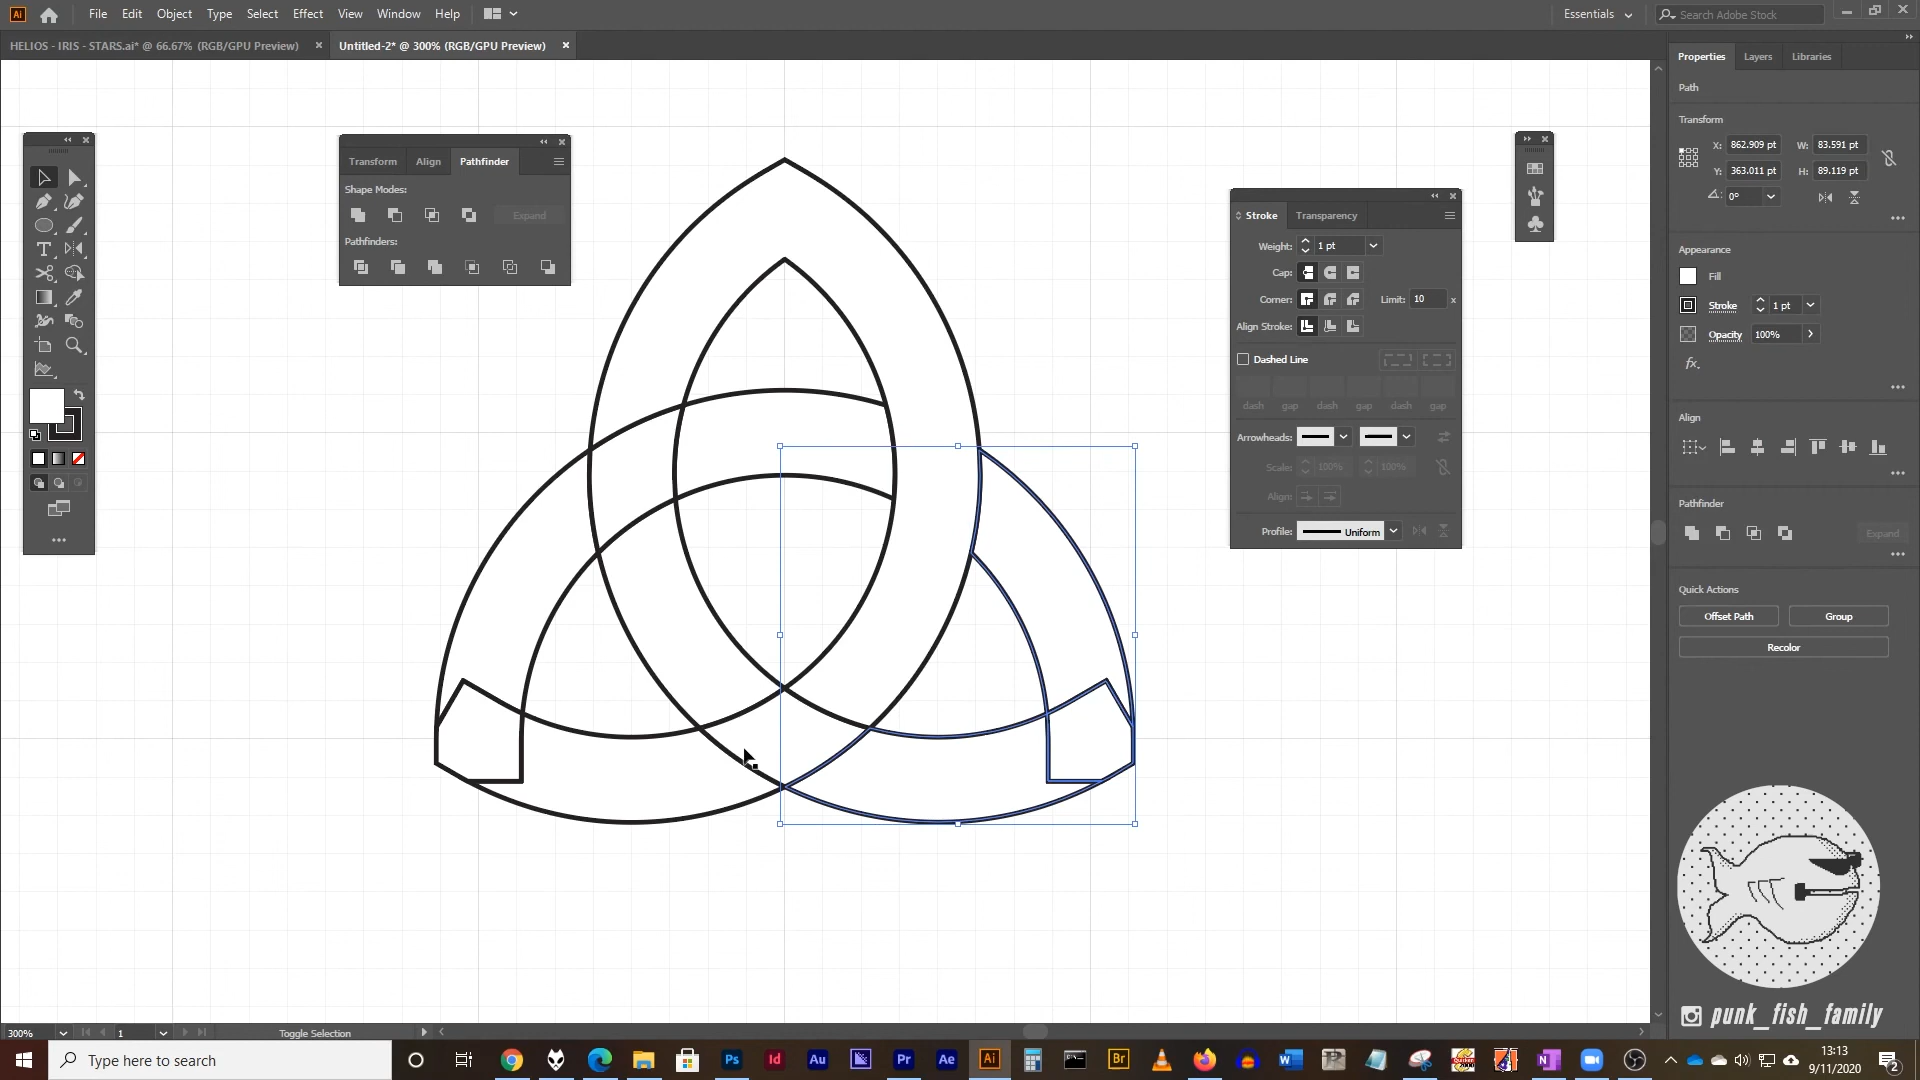 Ai File Edit Object Type Select Effect View Window Help Essentials Search Adobe Stock
HELIOS - IRIS - STARS.ai* @ 66.67% (RGB/GPU Preview) × Untitled-2* @ 300% (RGB/GPU Preview) ×
Properties Layers Libraries
Path
Transform
X: 862.909 pt W: 83.591 pt
Y: 363.011 pt H: 89.119 pt
0°
Appearance
Fill
Stroke 1 pt
Opacity 100%
fx.
Align
Pathfinder
Expand
Quick Actions
Offset Path Group
Recolor
Transform Align Pathfinder
Shape Modes:
Expand
Pathfinders:
Stroke Transparency
Weight: 1 pt
Cap:
Corner: Limit: 10 x
Align Stroke:
Dashed Line
dash gap dash gap dash gap
Arrowheads:
Scale: 100% 100%
Align:
Profile: Uniform
punk_fish_family
300% 1 Toggle Selection
Type here to search
Ps Id Au Pr Ae Ai Br W N
13:13
9/11/2020
2